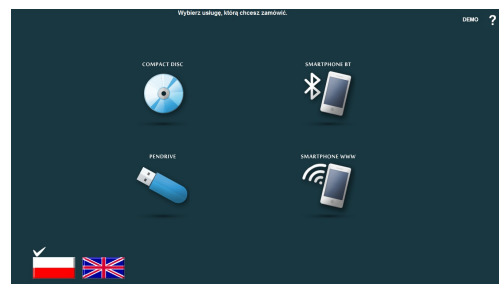 Wybierz usługę, którą chcesz zamówić.
DEMO ?
COMPACT DISC
SMARTPHONE BT
PENDRIVE
SMARTPHONE WWW